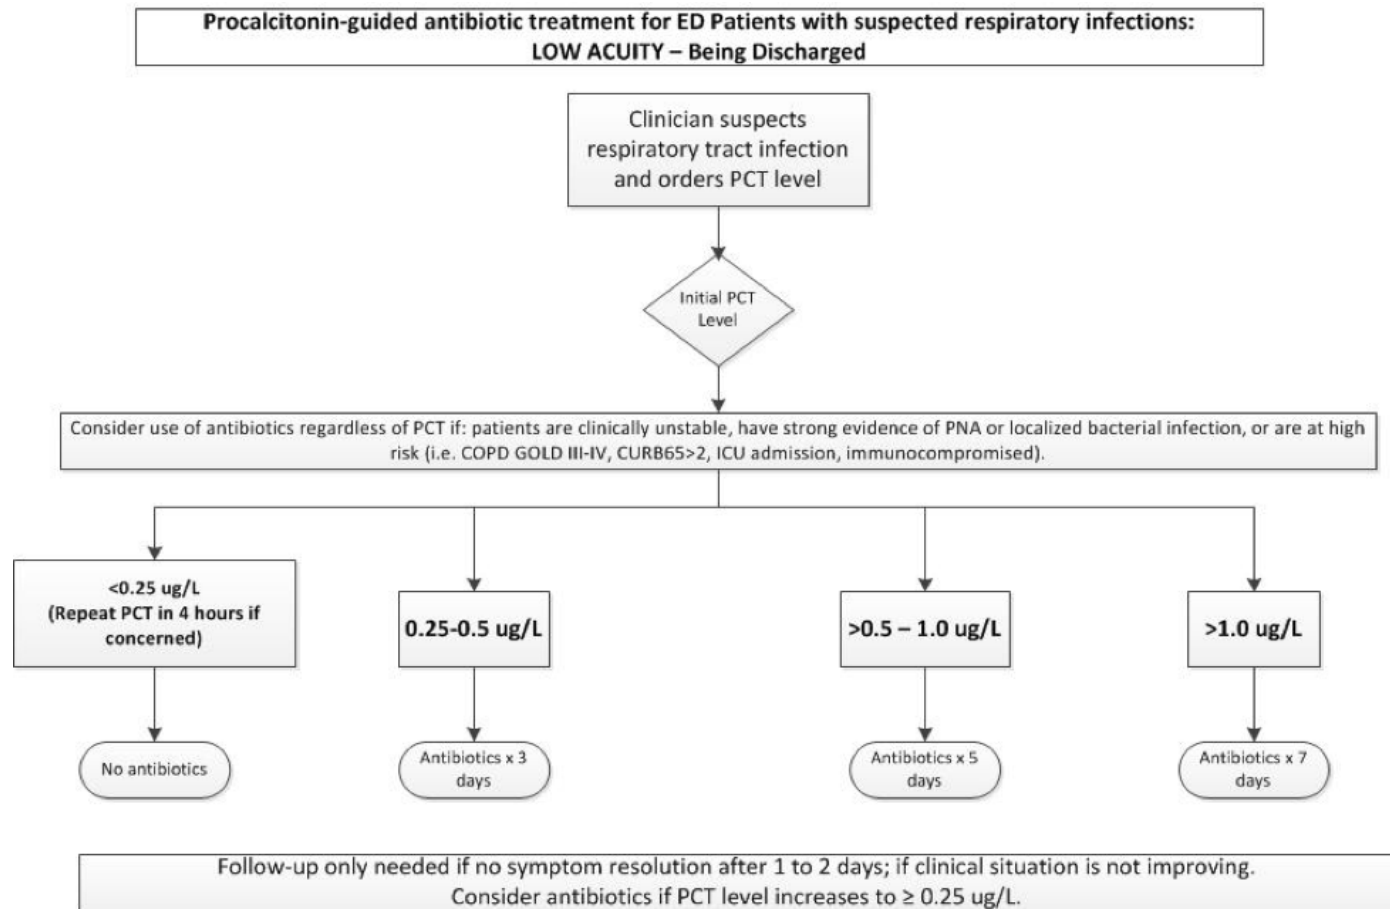 Procalcitonin-guided antibiotic treatment for ED Patients with suspected respiratory infections:
LOW ACUITY – Being Discharged
Clinician suspects
respiratory tract infection
and orders PCT level
Initial PCT
Level
Consider use of antibiotics regardless of PCT if: patients are clinically unstable, have strong evidence of PNA or localized bacterial infection, or are at high
risk (i.e. COPD GOLD III-IV, CURB65>2, ICU admission, immunocompromised).
<0.25 ug/L
(Repeat PCT in 4 hours if
concerned)
0.25-0.5 ug/L
>0.5 – 1.0 ug/L
>1.0 ug/L
No antibiotics
Antibiotics x 3
days
Antibiotics x 5
days
Antibiotics x 7
days
Follow-up only needed if no symptom resolution after 1 to 2 days; if clinical situation is not improving.
Consider antibiotics if PCT level increases to ≥ 0.25 ug/L.